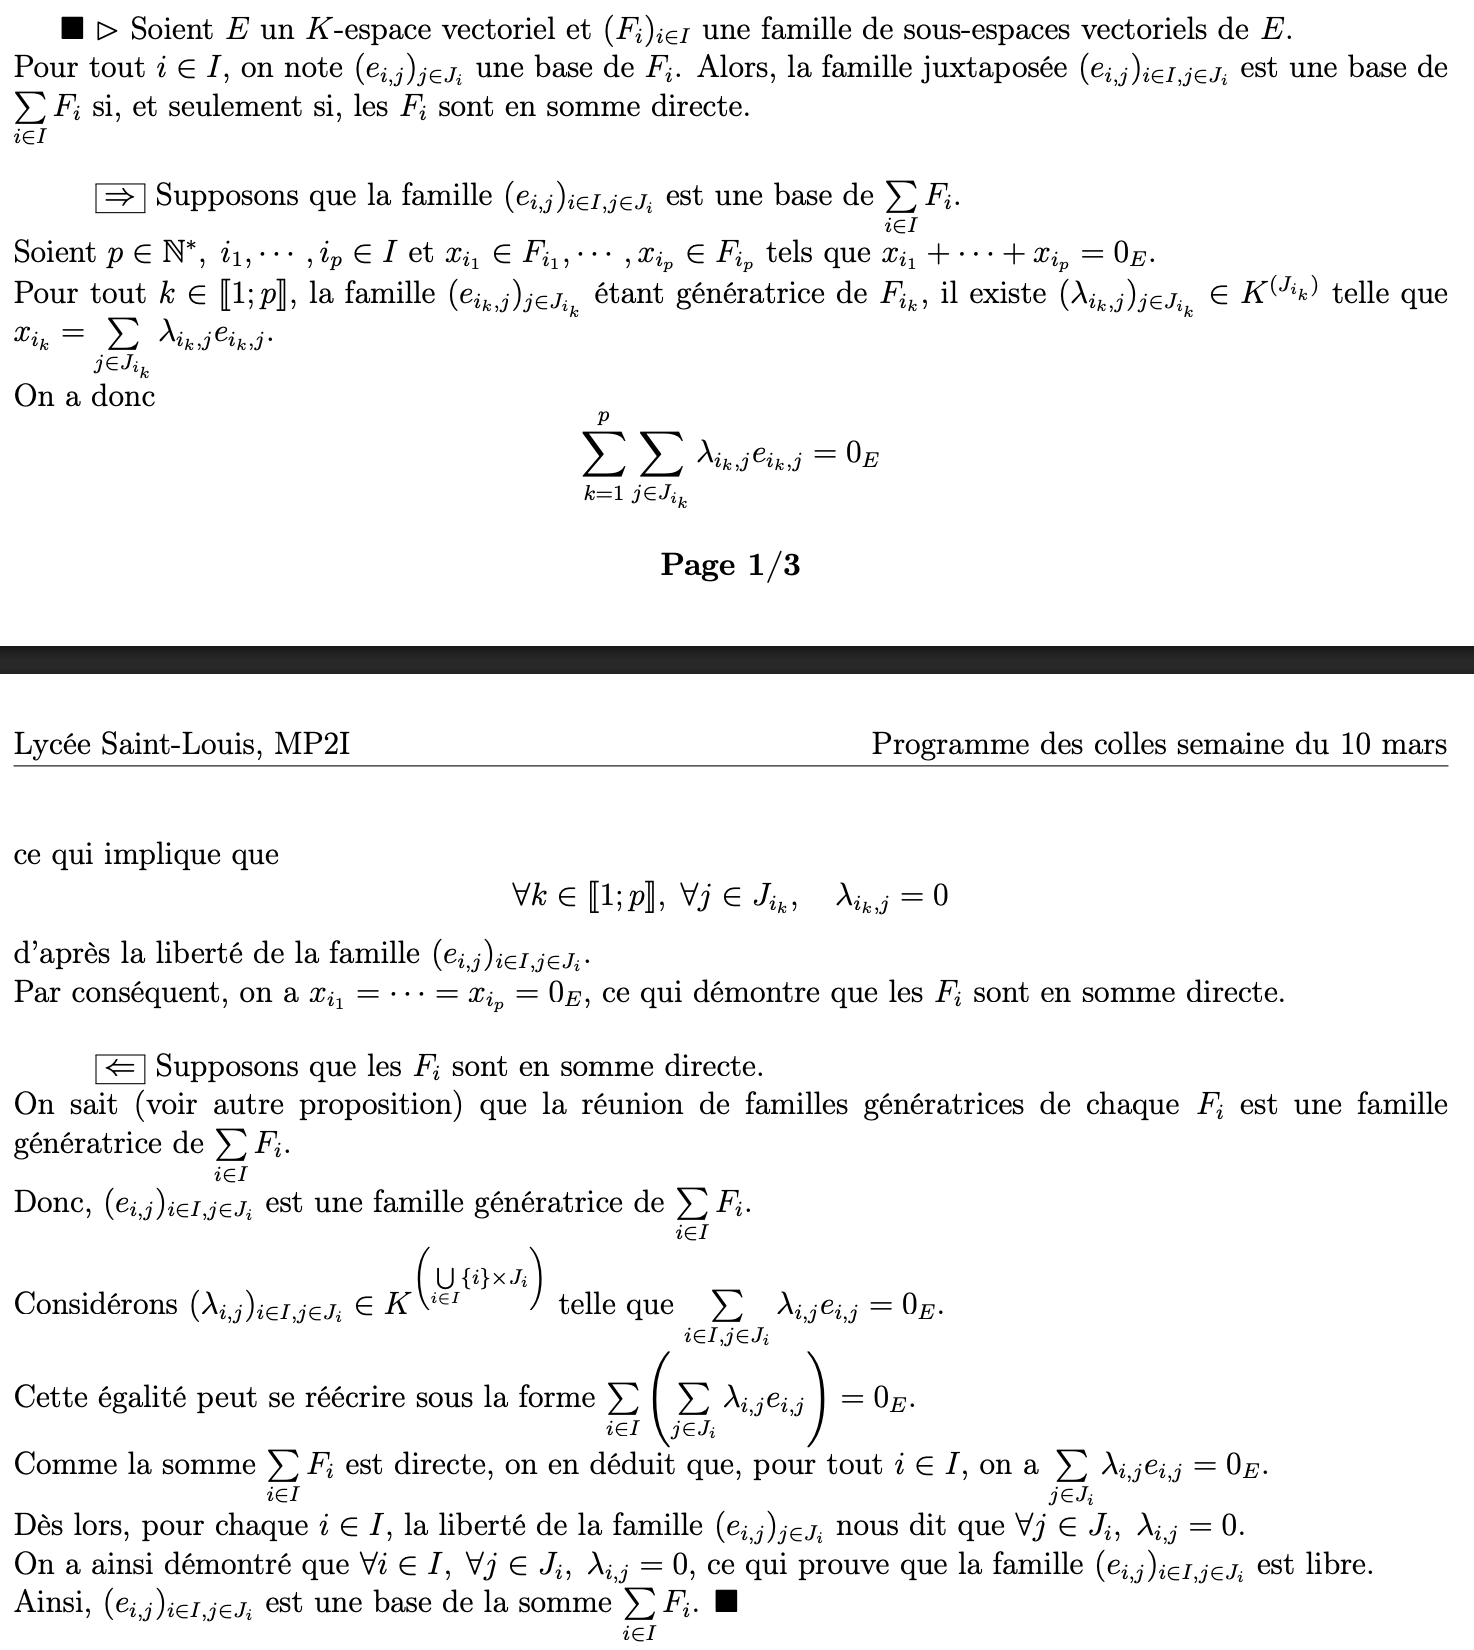 ■ ▷ Soient $E$ un $K$-espace vectoriel et $(F_i)_{i\in I}$ une famille de sous-espaces vectoriels de $E$.
Pour tout $i \in I$, on note $(e_{i,j})_{j\in J_i}$ une base de $F_i$. Alors, la famille juxtaposée $(e_{i,j})_{i\in I,j\in J_i}$ est une base de
$\sum_{i\in I} F_i$ si, et seulement si, les $F_i$ sont en somme directe.
$\boxed{\Rightarrow}$ Supposons que la famille $(e_{i,j})_{i\in I,j\in J_i}$ est une base de $\sum_{i\in I} F_i$.
Soient $p \in \mathbb{N}^*$, $i_1, \cdots, i_p \in I$ et $x_{i_1} \in F_{i_1}, \cdots, x_{i_p} \in F_{i_p}$ tels que $x_{i_1} + \cdots + x_{i_p} = 0_E$.
Pour tout $k \in [\![1;p]\!]$, la famille $(e_{i_k,j})_{j\in J_{i_k}}$ étant génératrice de $F_{i_k}$, il existe $(\lambda_{i_k,j})_{j\in J_{i_k}} \in K^{(J_{i_k})}$ telle que
$x_{i_k} = \sum_{j\in J_{i_k}} \lambda_{i_k,j} e_{i_k,j}$.
On a donc
$\sum_{k=1}^{p} \sum_{j\in J_{i_k}} \lambda_{i_k,j} e_{i_k,j} = 0_E$
Page 1/3
Lycée Saint-Louis, MP2I Programme des colles semaine du 10 mars
ce qui implique que
$\forall k \in [\![1;p]\!],\ \forall j \in J_{i_k}, \quad \lambda_{i_k,j} = 0$
d'après la liberté de la famille $(e_{i,j})_{i\in I,j\in J_i}$.
Par conséquent, on a $x_{i_1} = \cdots = x_{i_p} = 0_E$, ce qui démontre que les $F_i$ sont en somme directe.
$\boxed{\Leftarrow}$ Supposons que les $F_i$ sont en somme directe.
On sait (voir autre proposition) que la réunion de familles génératrices de chaque $F_i$ est une famille
génératrice de $\sum_{i\in I} F_i$.
Donc, $(e_{i,j})_{i\in I,j\in J_i}$ est une famille génératrice de $\sum_{i\in I} F_i$.
Considérons $(\lambda_{i,j})_{i\in I,j\in J_i} \in K^{\left(\bigcup_{i\in I} \{i\}\times J_i\right)}$ telle que $\sum_{i\in I,j\in J_i} \lambda_{i,j} e_{i,j} = 0_E$.
Cette égalité peut se réécrire sous la forme $\sum_{i\in I} \left( \sum_{j\in J_i} \lambda_{i,j} e_{i,j} \right) = 0_E$.
Comme la somme $\sum_{i\in I} F_i$ est directe, on en déduit que, pour tout $i \in I$, on a $\sum_{j\in J_i} \lambda_{i,j} e_{i,j} = 0_E$.
Dès lors, pour chaque $i \in I$, la liberté de la famille $(e_{i,j})_{j\in J_i}$ nous dit que $\forall j \in J_i,\ \lambda_{i,j} = 0$.
On a ainsi démontré que $\forall i \in I,\ \forall j \in J_i,\ \lambda_{i,j} = 0$, ce qui prouve que la famille $(e_{i,j})_{i\in I,j\in J_i}$ est libre.
Ainsi, $(e_{i,j})_{i\in I,j\in J_i}$ est une base de la somme $\sum_{i\in I} F_i$. ■